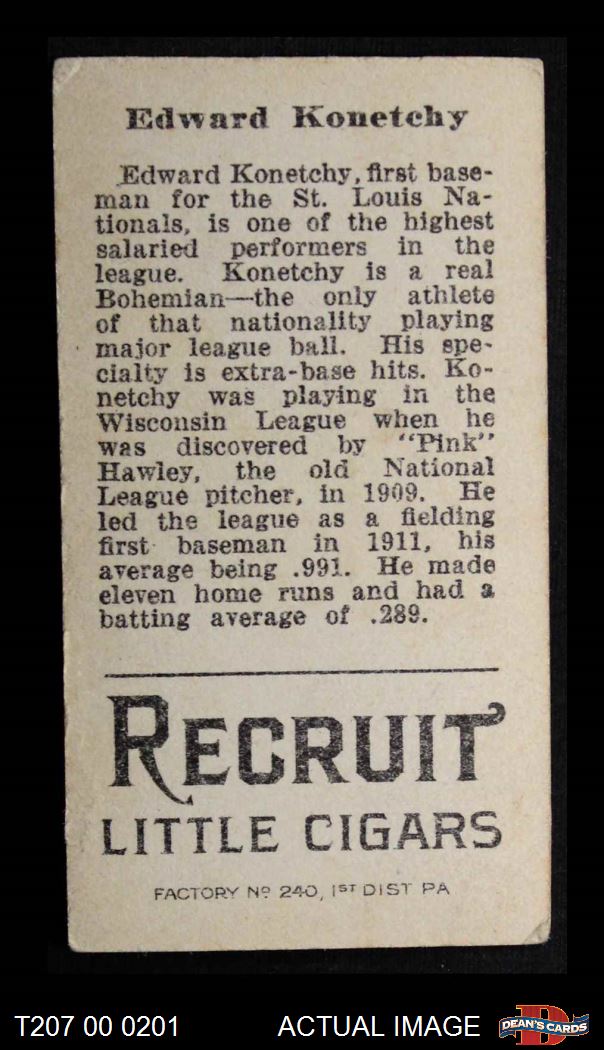 Edward Konetchy
Edward Konetchy, first base-
man for the St. Louis Na-
tionals, is one of the highest
salaried performers in the
league. Konetchy is a real
Bohemian—the only athlete
of that nationality playing
major league ball. His spe-
cialty is extra-base hits. Ko-
netchy was playing in the
Wisconsin League when he
was discovered by "Pink"
Hawley, the old National
League pitcher, in 1909. He
led the league as a fielding
first baseman in 1911, his
average being .991. He made
eleven home runs and had a
batting average of .289.
RECRUIT
LITTLE CIGARS
FACTORY Nº 240, 1ST DIST PA
T207 00 0201 ACTUAL IMAGE
D
DEAN'S CARDS